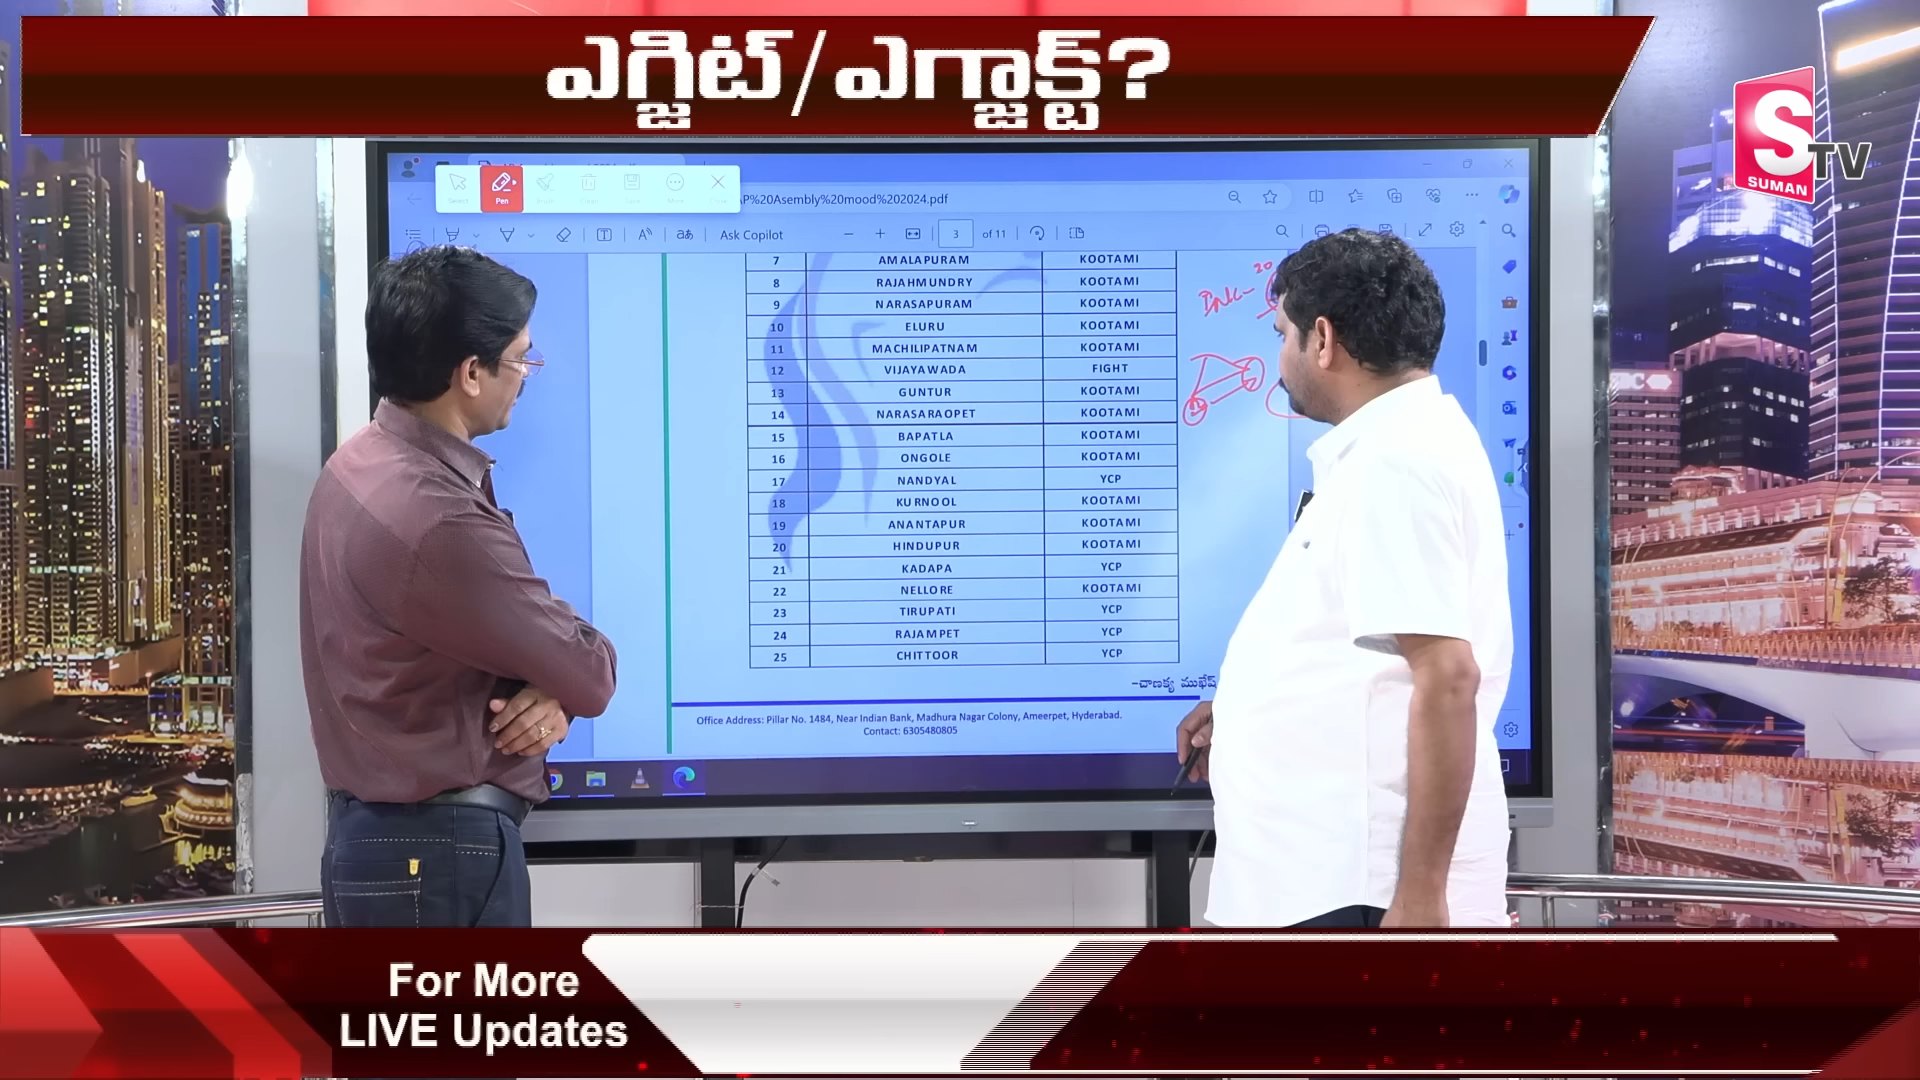 ఎగ్జిట్/ఎగ్జాక్ట్?
S
SUMAN
TV
Pen
P%20Asembly%20mood%202024.pdf
Ask Copilot
3 of 11
7 AMALAPURAM KOOTAMI
8 RAJAHMUNDRY KOOTAMI
9 NARASAPURAM KOOTAMI
10 ELURU KOOTAMI
11 MACHILIPATNAM KOOTAMI
12 VIJAYAWADA FIGHT
13 GUNTUR KOOTAMI
14 NARASARAOPET KOOTAMI
15 BAPATLA KOOTAMI
16 ONGOLE KOOTAMI
17 NANDYAL YCP
18 KURNOOL KOOTAMI
19 ANANTAPUR KOOTAMI
20 HINDUPUR KOOTAMI
21 KADAPA YCP
22 NELLORE KOOTAMI
23 TIRUPATI YCP
24 RAJAMPET YCP
25 CHITTOOR YCP
20
-చాణక్య ముఖేష్
Office Address: Pillar No. 1484, Near Indian Bank, Madhura Nagar Colony, Ameerpet, Hyderabad.
Contact: 6305480805
For More
LIVE Updates